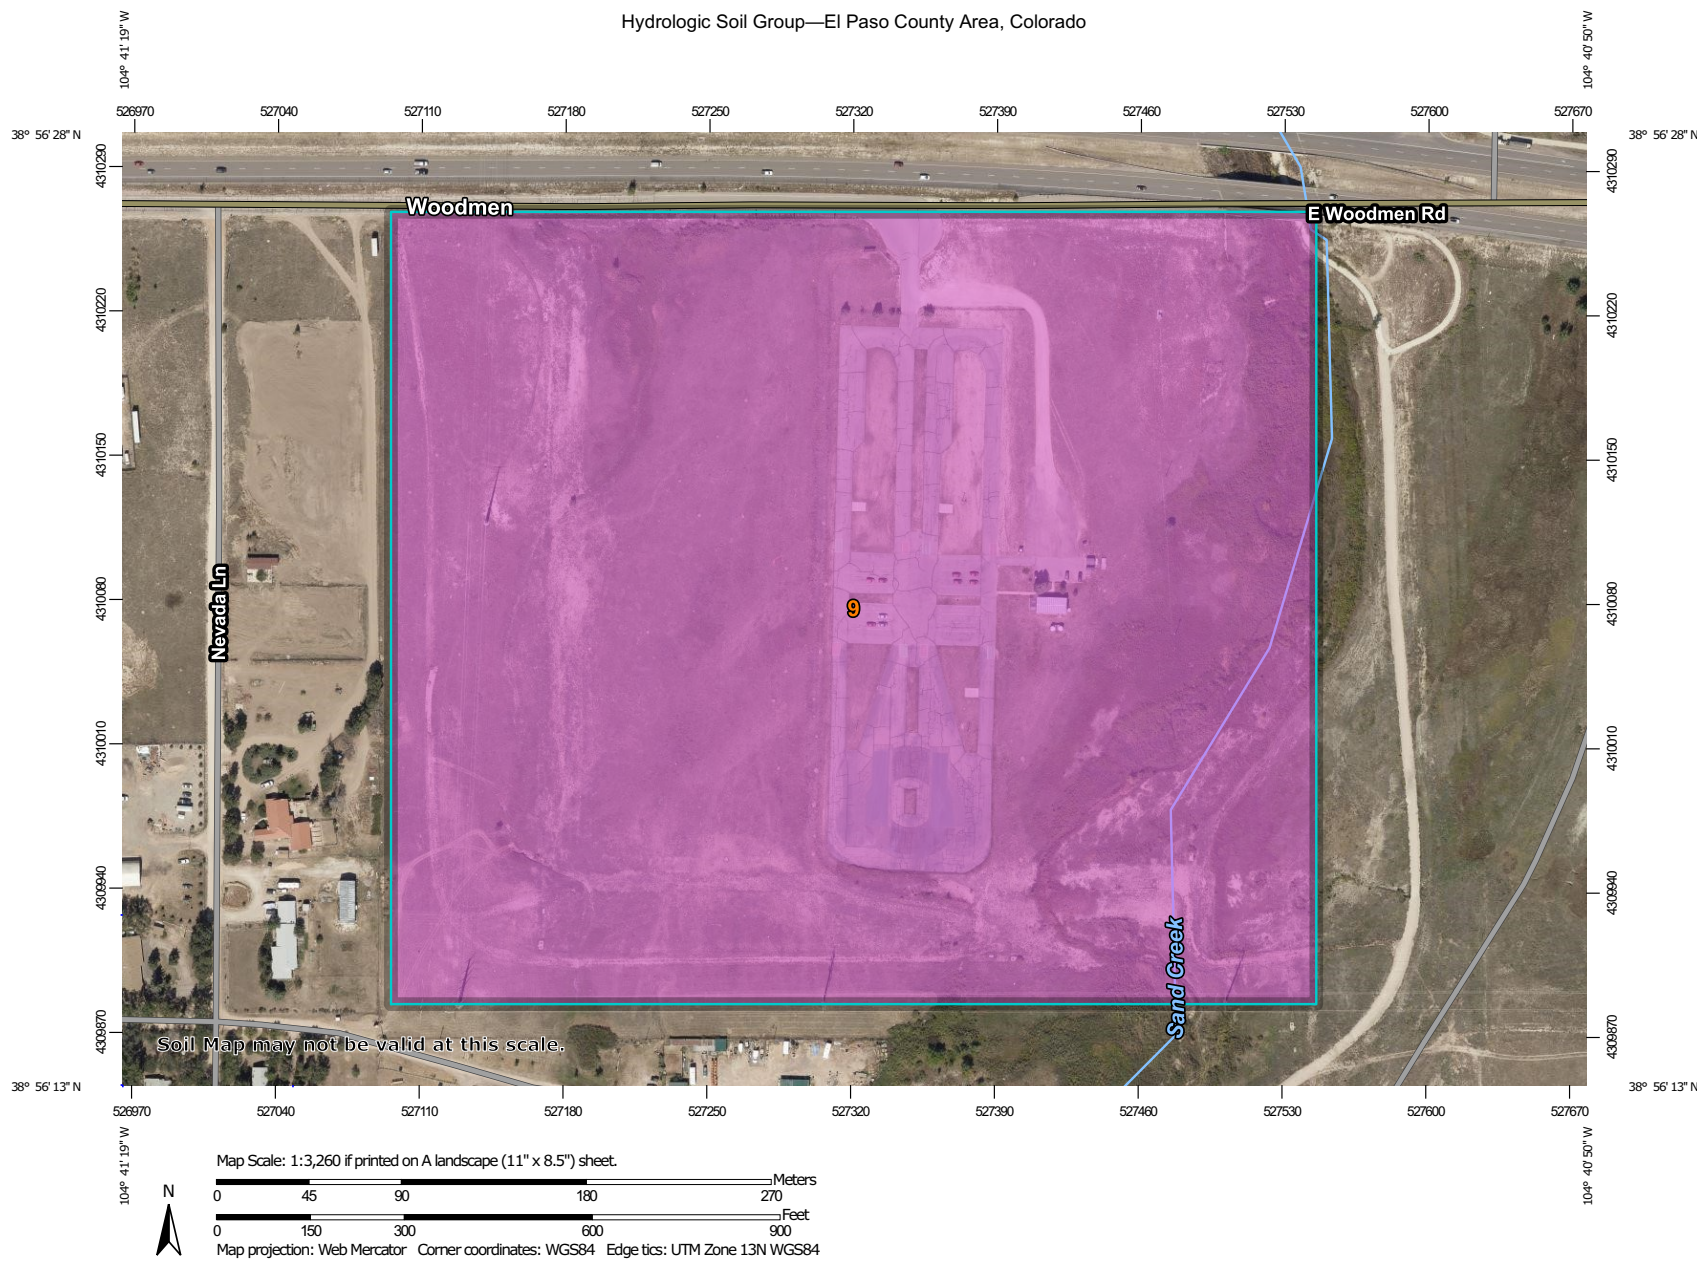 Hydrologic Soil Group—El Paso County Area, Colorado
104° 41' 19" W
104° 40' 50" W
526970 527040 527110 527180 527250 527320 527390 527460 527530 527600 527670
38° 56' 28" N
38° 56' 28" N
4310290
4310290
Woodmen
E Woodmen Rd
4310220
4310220
4310150
4310150
4310080
4310080
Nevada Ln
9
4310010
4310010
4309940
4309940
Sand Creek
4309870
4309870
Soil Map may not be valid at this scale.
38° 56' 13" N
38° 56' 13" N
526970 527040 527110 527180 527250 527320 527390 527460 527530 527600 527670
104° 41' 19" W
104° 40' 50" W
Map Scale: 1:3,260 if printed on A landscape (11" x 8.5") sheet.
N
Meters
0 45 90 180 270
Feet
0 150 300 600 900
Map projection: Web Mercator Corner coordinates: WGS84 Edge tics: UTM Zone 13N WGS84